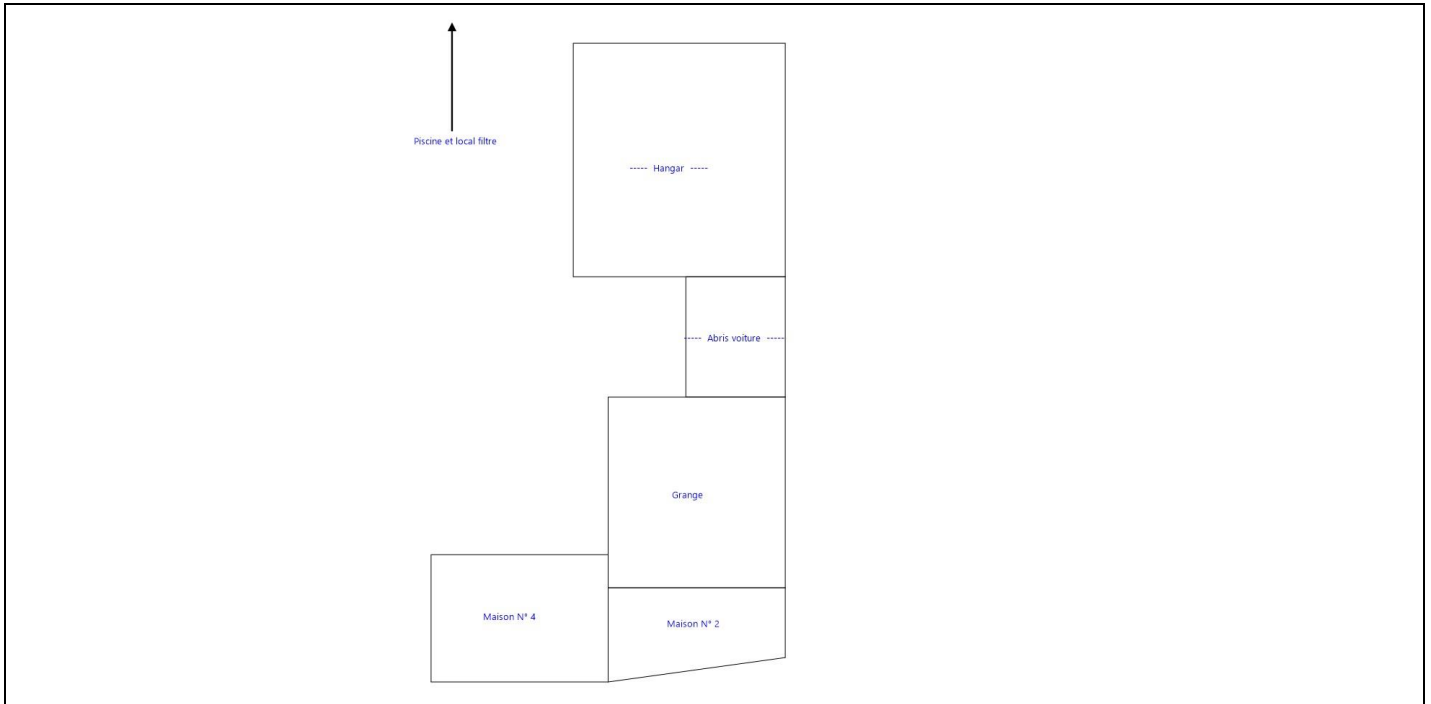 Piscine et local filtre
----- Hangar -----
----- Abris voiture -----
Grange
Maison N° 4
Maison N° 2